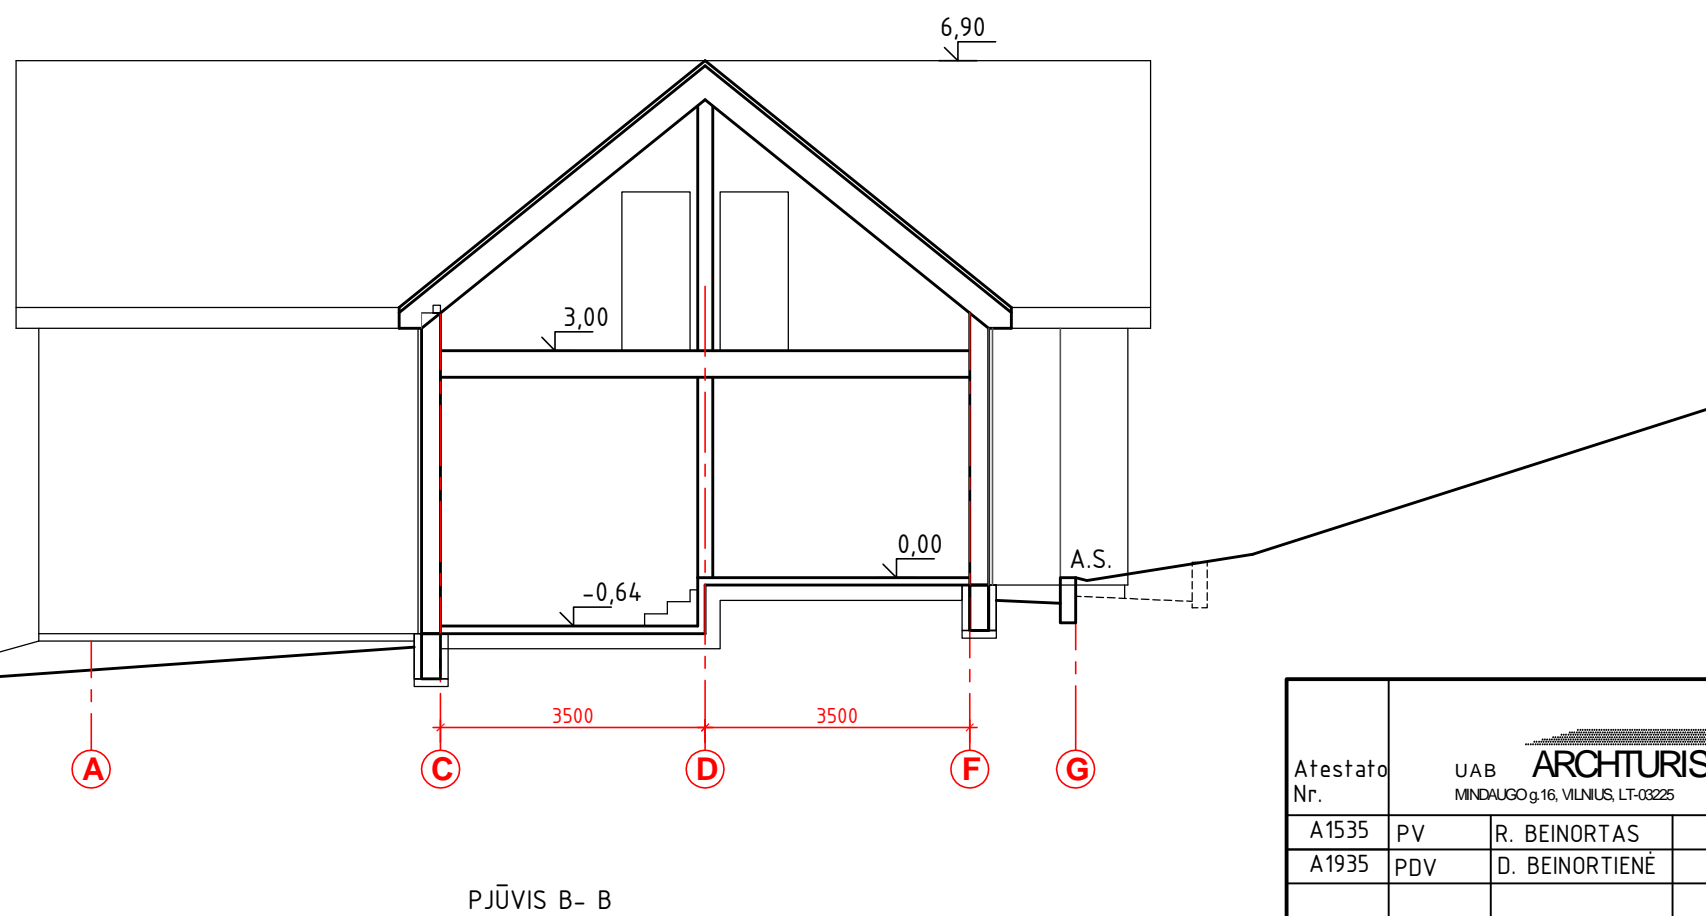 6,90
3,00
0,00
A.S.
-0,64
3500
3500
A
C
D
F
G
Atestato
Nr.
UAB ARCHTURIS
MINDAUGO g.16, VILNIUS, LT-03225
A1535 PV R. BEINORTAS
A1935 PDV D. BEINORTIENĖ
PJŪVIS B- B